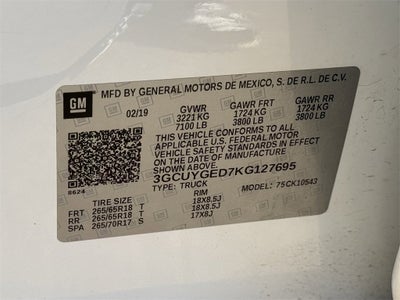 GM
MFD BY GENERAL MOTORS DE MEXICO, S. DE R.L. DE C.V.
02/19 GVWR GAWR FRT GAWR RR
3221 KG 1724 KG 1724 KG
7100 LB 3800 LB 3800 LB
THIS VEHICLE CONFORMS TO ALL
APPLICABLE U.S. FEDERAL MOTOR
VEHICLE SAFETY STANDARDS IN EFFECT
ON THE DATE OF MANUFACTURE SHOWN ABOVE.
3GCUYGED7KG127695
8624 TYPE: TRUCK MODEL: 75CK10543
TIRE SIZE RIM
FRT 265/65R18 T 18X8.5J
RR 265/65R18 T 18X8.5J
SPA 265/70R17 S 17X8J